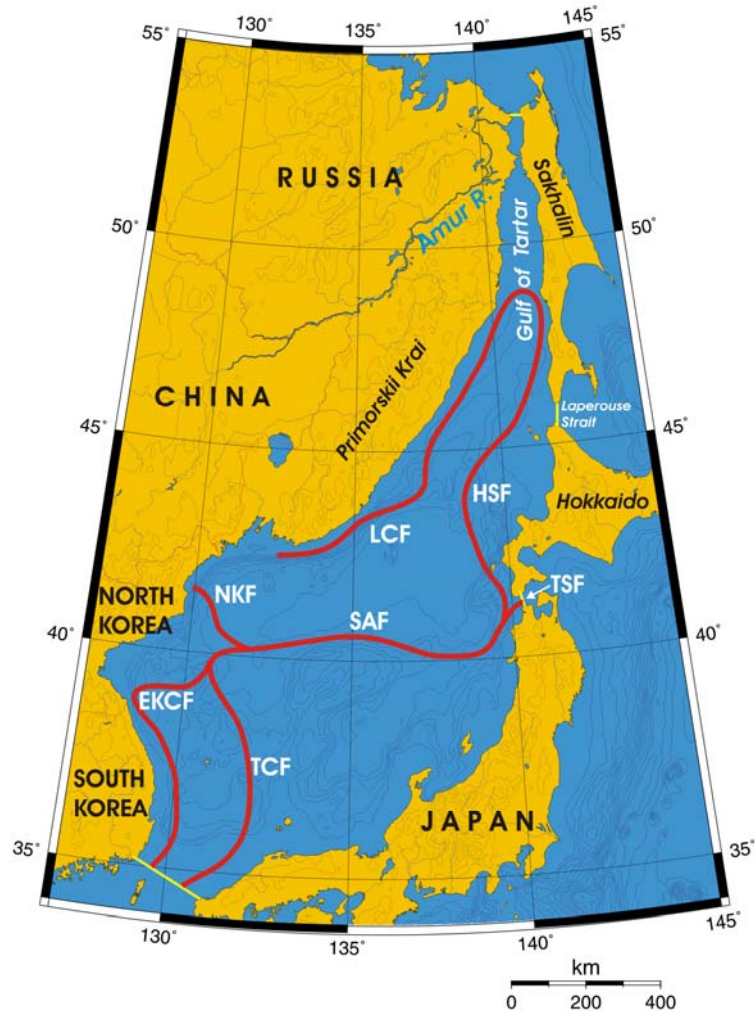 130°
135°
140°
145°
55°
55°
RUSSIA
Sakhalin
Amur R.
50°
50°
Gulf of Tartar
CHINA
Primorskii Krai
Laperouse
Strait
45°
45°
HSF
Hokkaido
LCF
NORTH
KOREA
NKF
TSF
SAF
40°
40°
EKCF
TCF
SOUTH
KOREA
JAPAN
35°
35°
130°
135°
140°
145°
km
0 200 400